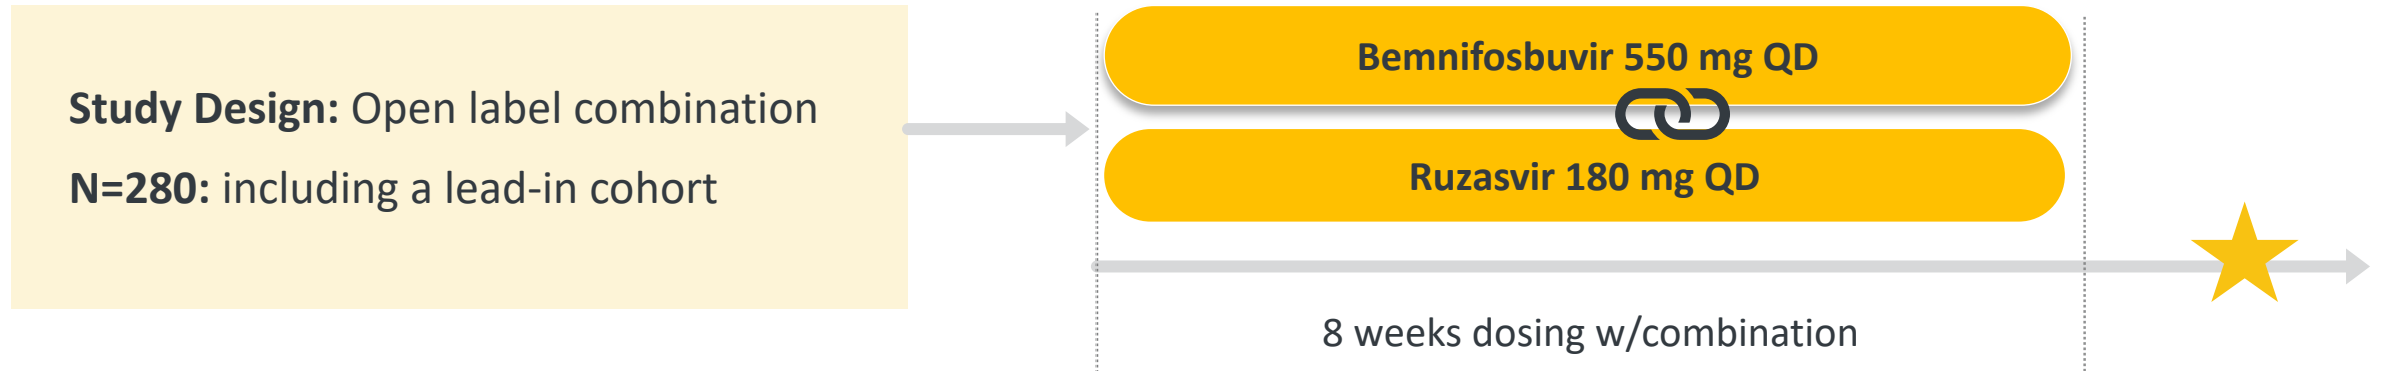 Study Design: Open label combination
N=280: including a lead-in cohort
Bemnifosbuvir 550 mg QD
Ruzasvir 180 mg QD
8 weeks dosing w/combination